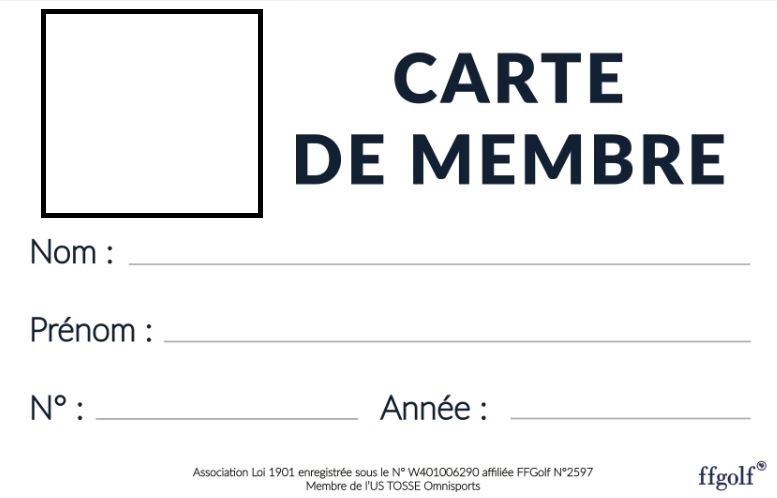 CARTE
DE MEMBRE
Nom :
Prénom :
N° :
Année :
Association Loi 1901 enregistrée sous le N° W401006290 affiliée FFGolf N°2597
Membre de l'US TOSSE Omnisports
ffgolf